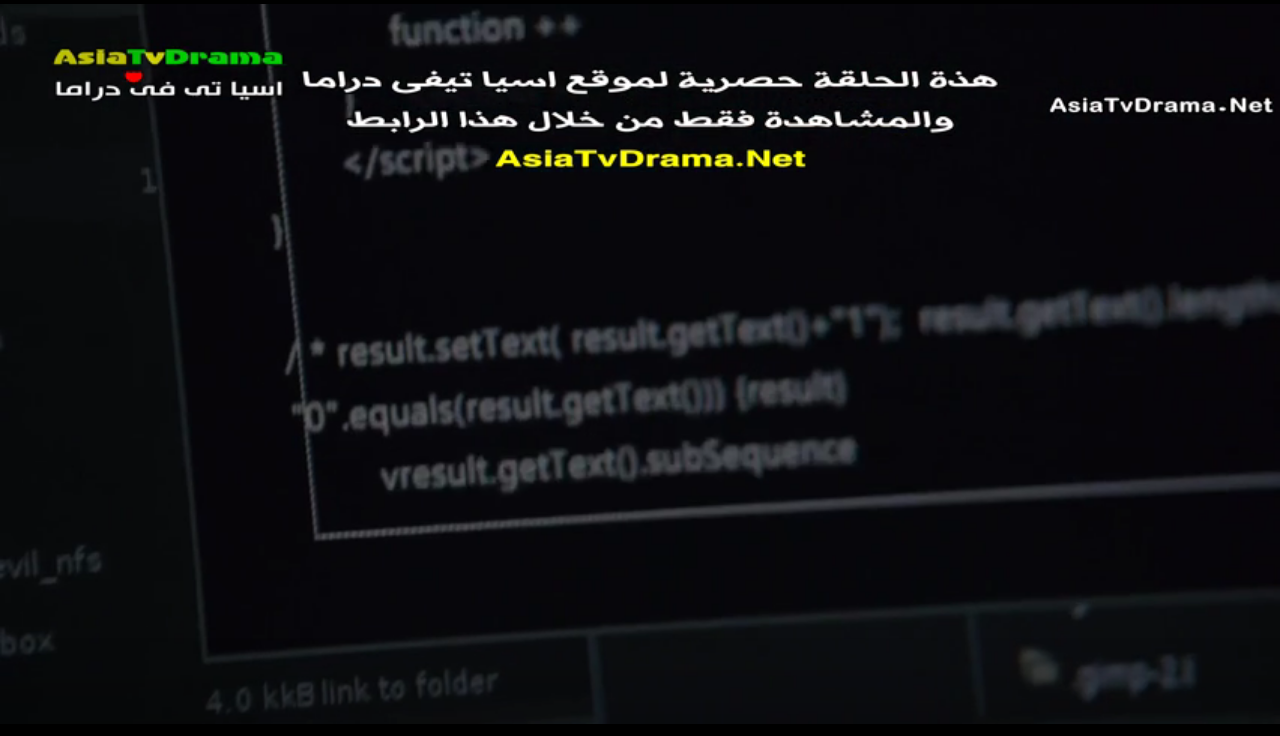 function ++
AsiaTvDrama
اسيا تى فى دراما
هذة الحلقة حصرية لموقع اسيا تيفى دراما
والمشاهدة فقط من خلال هذا الرابط
AsiaTvDrama.Net
AsiaTvDrama.Net
</script>
1
}
/ * result.setText( result.getText()+"1"); result.getText().length
"0".equals(result.getText())) {result}
vresult.getText().subSequence
evil_nfs
box
4.0 kkB link to folder
.gimp-2.